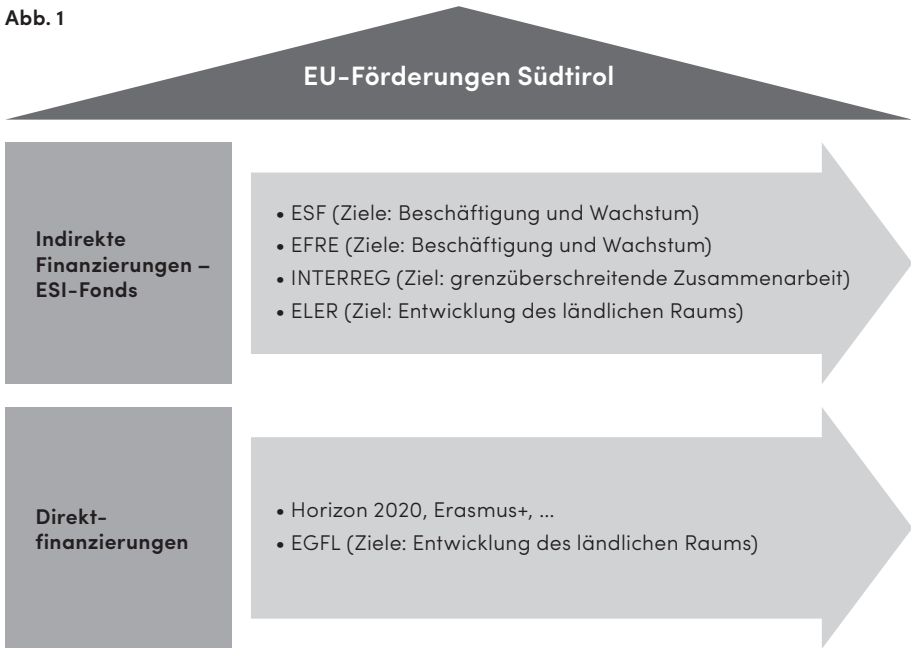 Abb. 1
EU-Förderungen Südtirol
Indirekte
Finanzierungen –
ESI-Fonds
• ESF (Ziele: Beschäftigung und Wachstum)
• EFRE (Ziele: Beschäftigung und Wachstum)
• INTERREG (Ziel: grenzüberschreitende Zusammenarbeit)
• ELER (Ziel: Entwicklung des ländlichen Raums)
Direkt-
finanzierungen
• Horizon 2020, Erasmus+, ...
• EGFL (Ziele: Entwicklung des ländlichen Raums)